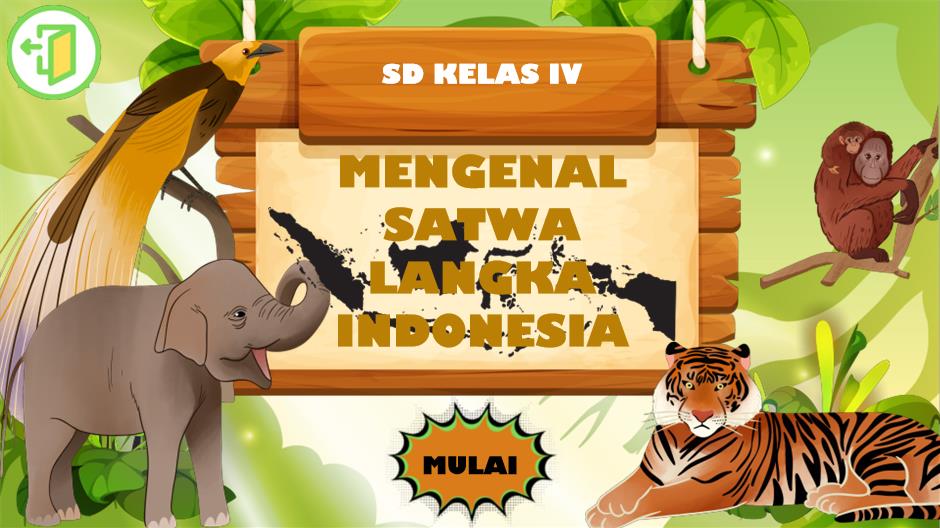 SD KELAS IV
MENGENAL
SATWA
LANGKA
INDONESIA
MULAI